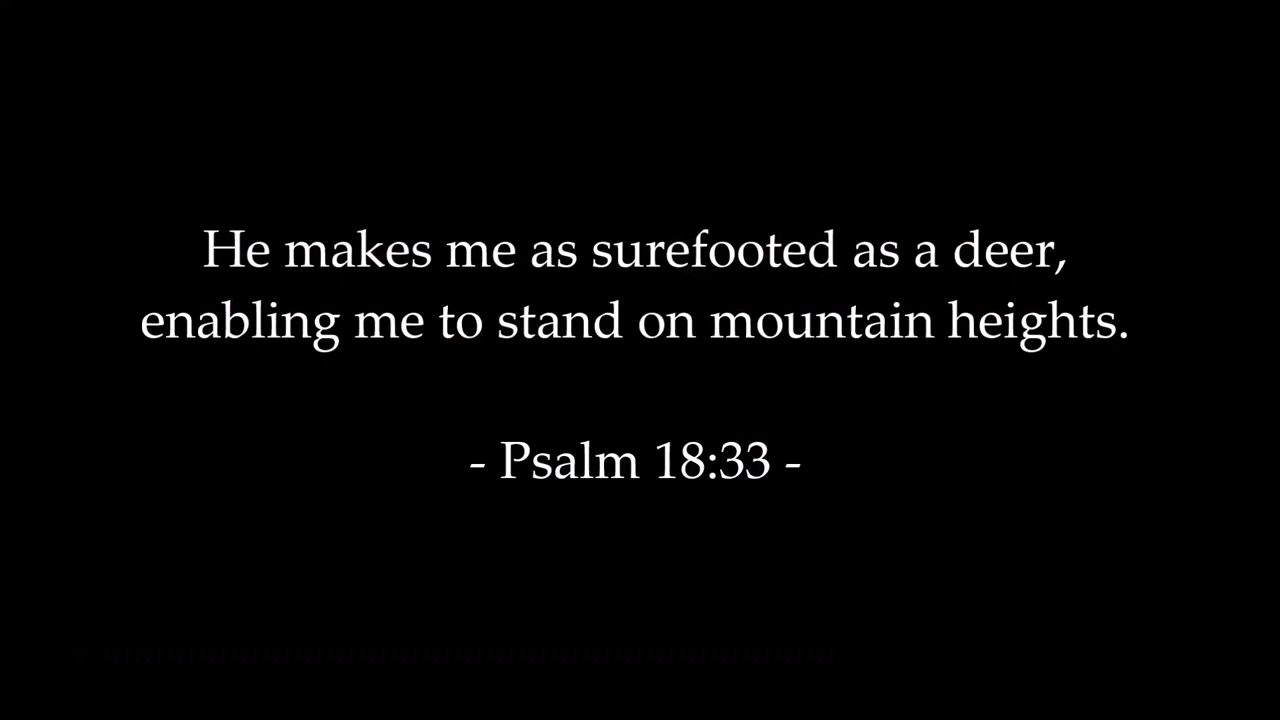 He makes me as surefooted as a deer,
enabling me to stand on mountain heights.
- Psalm 18:33 -